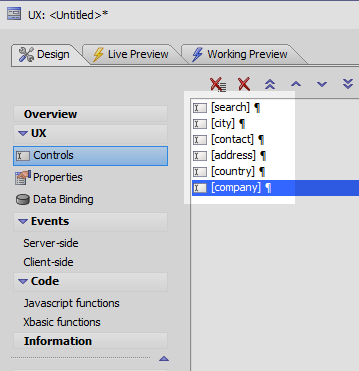 UX: <Untitled>*
Design
Live Preview
Working Preview
Overview
UX
Controls
Properties
Data Binding
Events
Server-side
Client-side
Code
Javascript functions
Xbasic functions
Information
[search] ¶
[city] ¶
[contact] ¶
[address] ¶
[country] ¶
[company] ¶